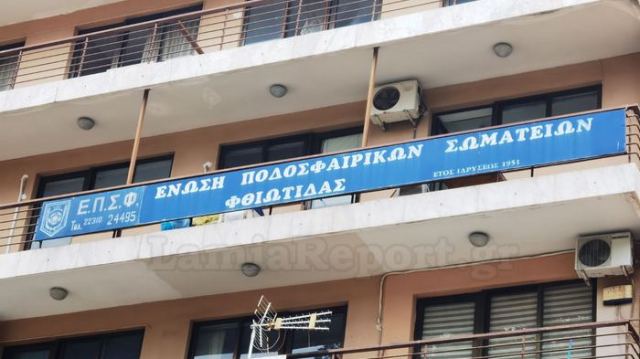 Ε.Π.Σ.Φ.
Τηλ. 22310
24495
ΕΝΩΣΗ ΠΟΔΟΣΦΑΙΡΙΚΩΝ ΣΩΜΑΤΕΙΩΝ
ΦΘΙΩΤΙΔΑΣ
ΕΤΟΣ ΙΔΡΥΣΕΩΣ 1951
LamiaReport.gr